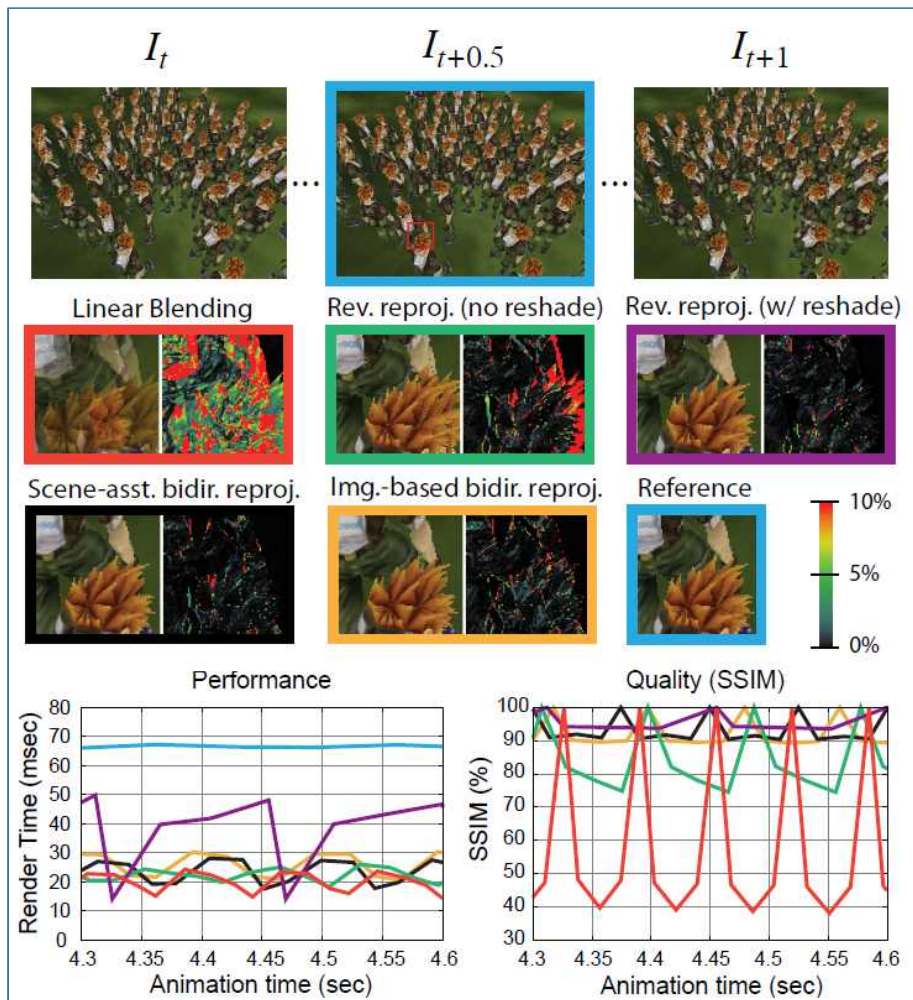 I_t I_{t+0.5} I_{t+1}
... ...
Linear Blending Rev. reproj. (no reshade) Rev. reproj. (w/ reshade)
Scene-asst. bidir. reproj. Img.-based bidir. reproj. Reference
10%
5%
0%
Performance
Render Time (msec)
80
70
60
50
40
30
20
10
0
4.3 4.35 4.4 4.45 4.5 4.55 4.6
Animation time (sec)
Quality (SSIM)
SSIM (%)
100
90
80
70
60
50
40
30
4.3 4.35 4.4 4.45 4.5 4.55 4.6
Animation time (sec)